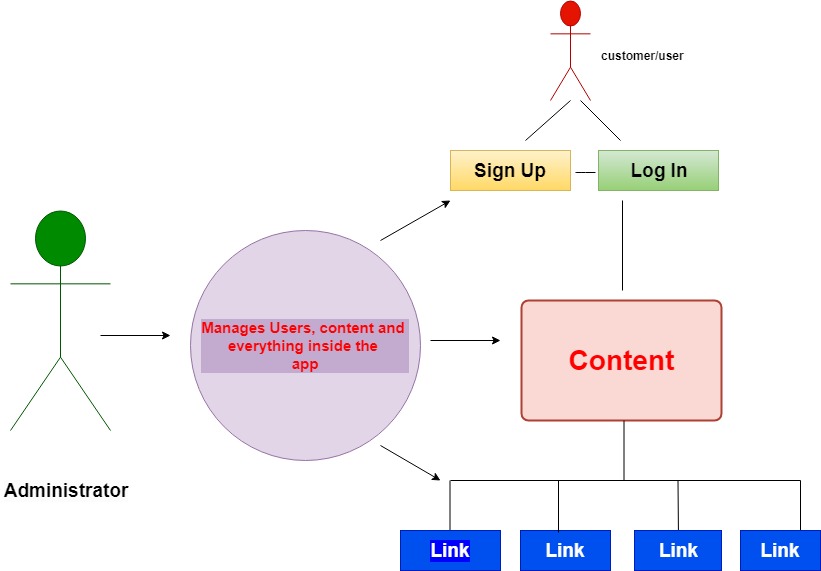 customer/user
Sign Up
Log In
Manages Users, content and
everything inside the
app
Content
Administrator
Link
Link
Link
Link